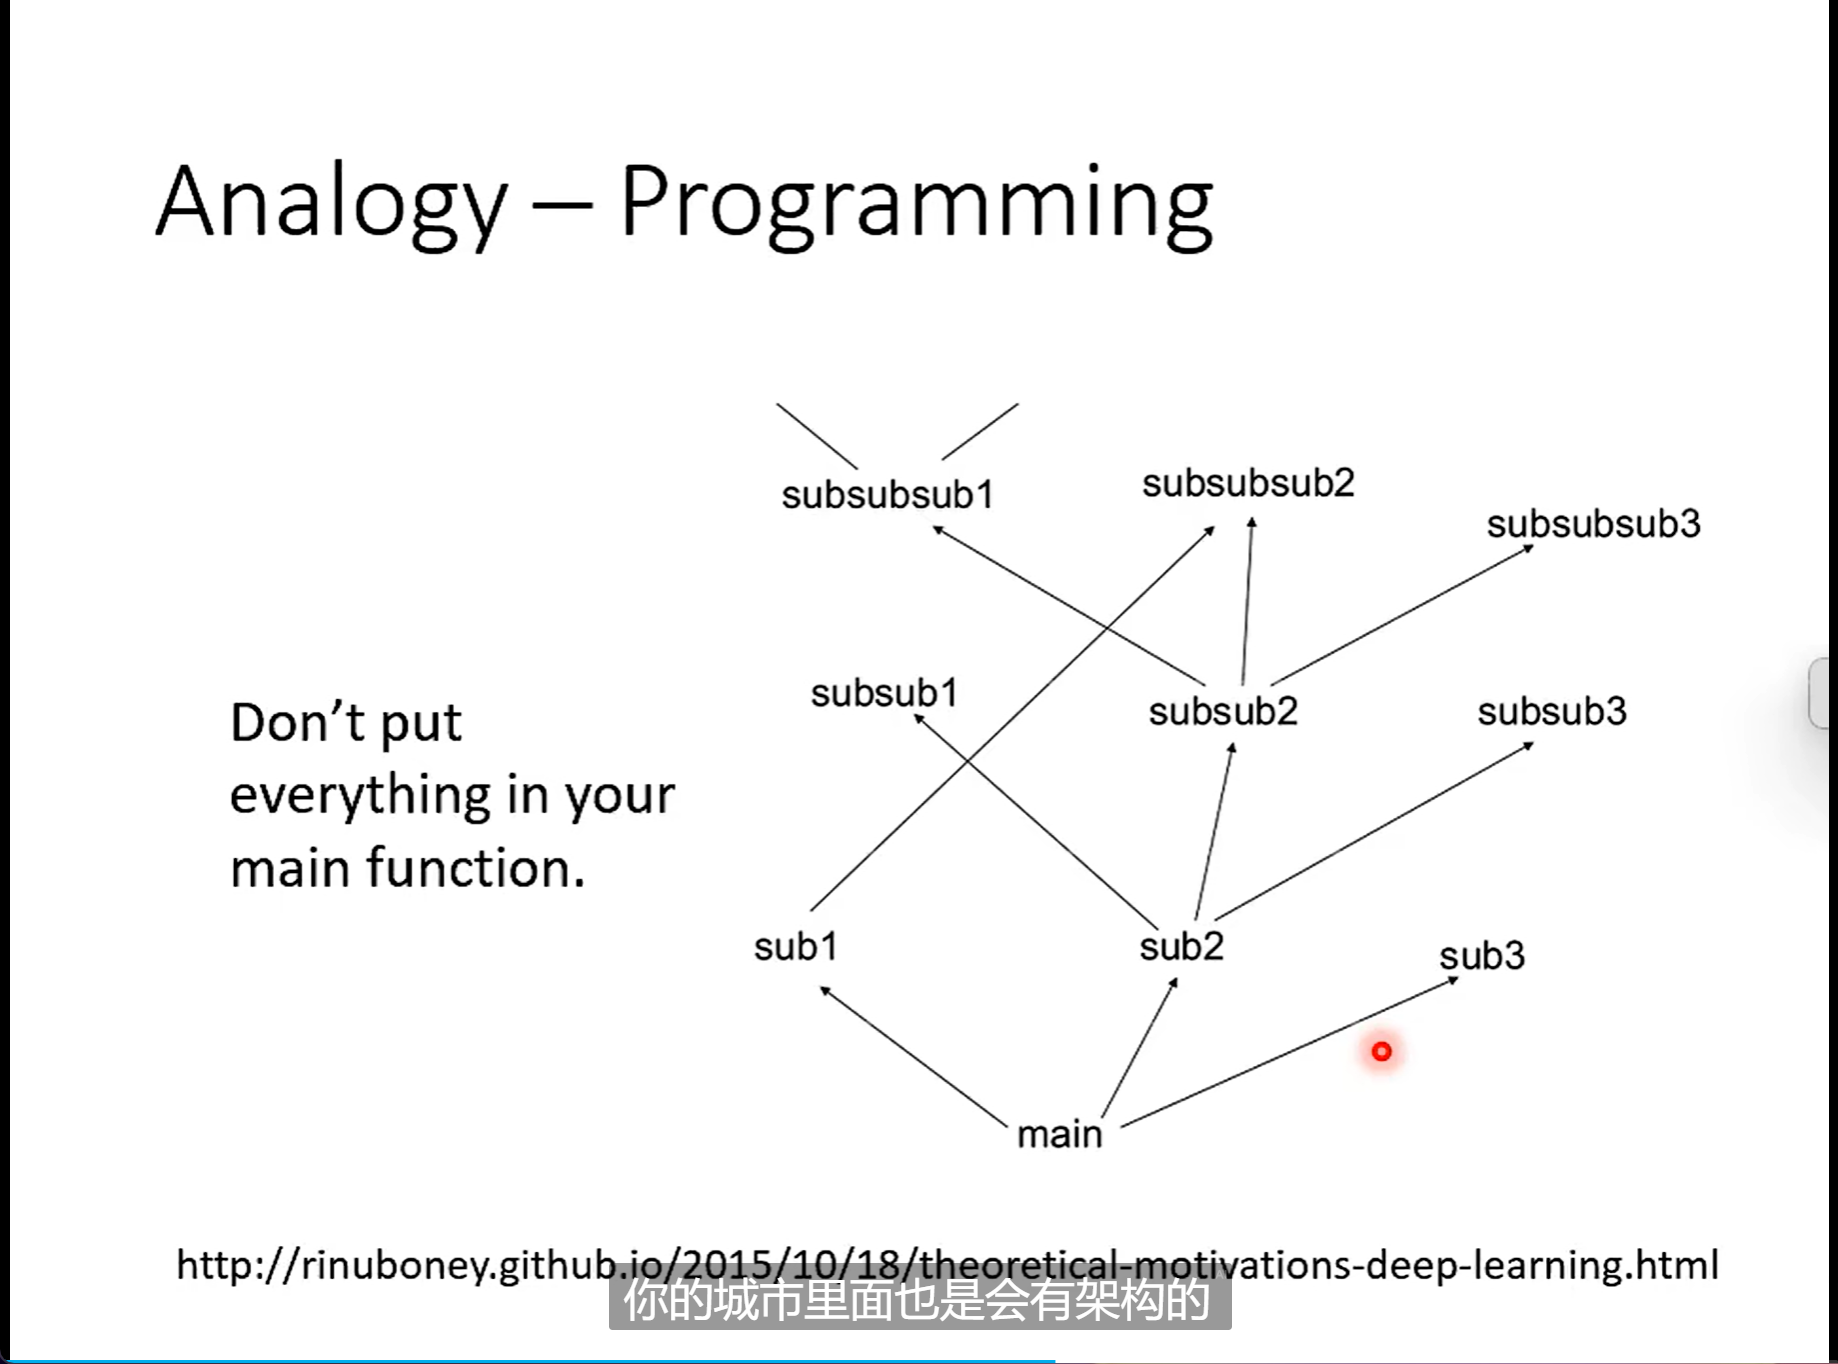 Analogy – Programming
subsubsub1
subsubsub2
subsubsub3
subsub1
subsub2
subsub3
Don’t put
everything in your
main function.
sub1
sub2
sub3
main
http://rinuboney.github.io/2015/10/18/theoretical-motivations-deep-learning.html
你的城市里面也是会有架构的